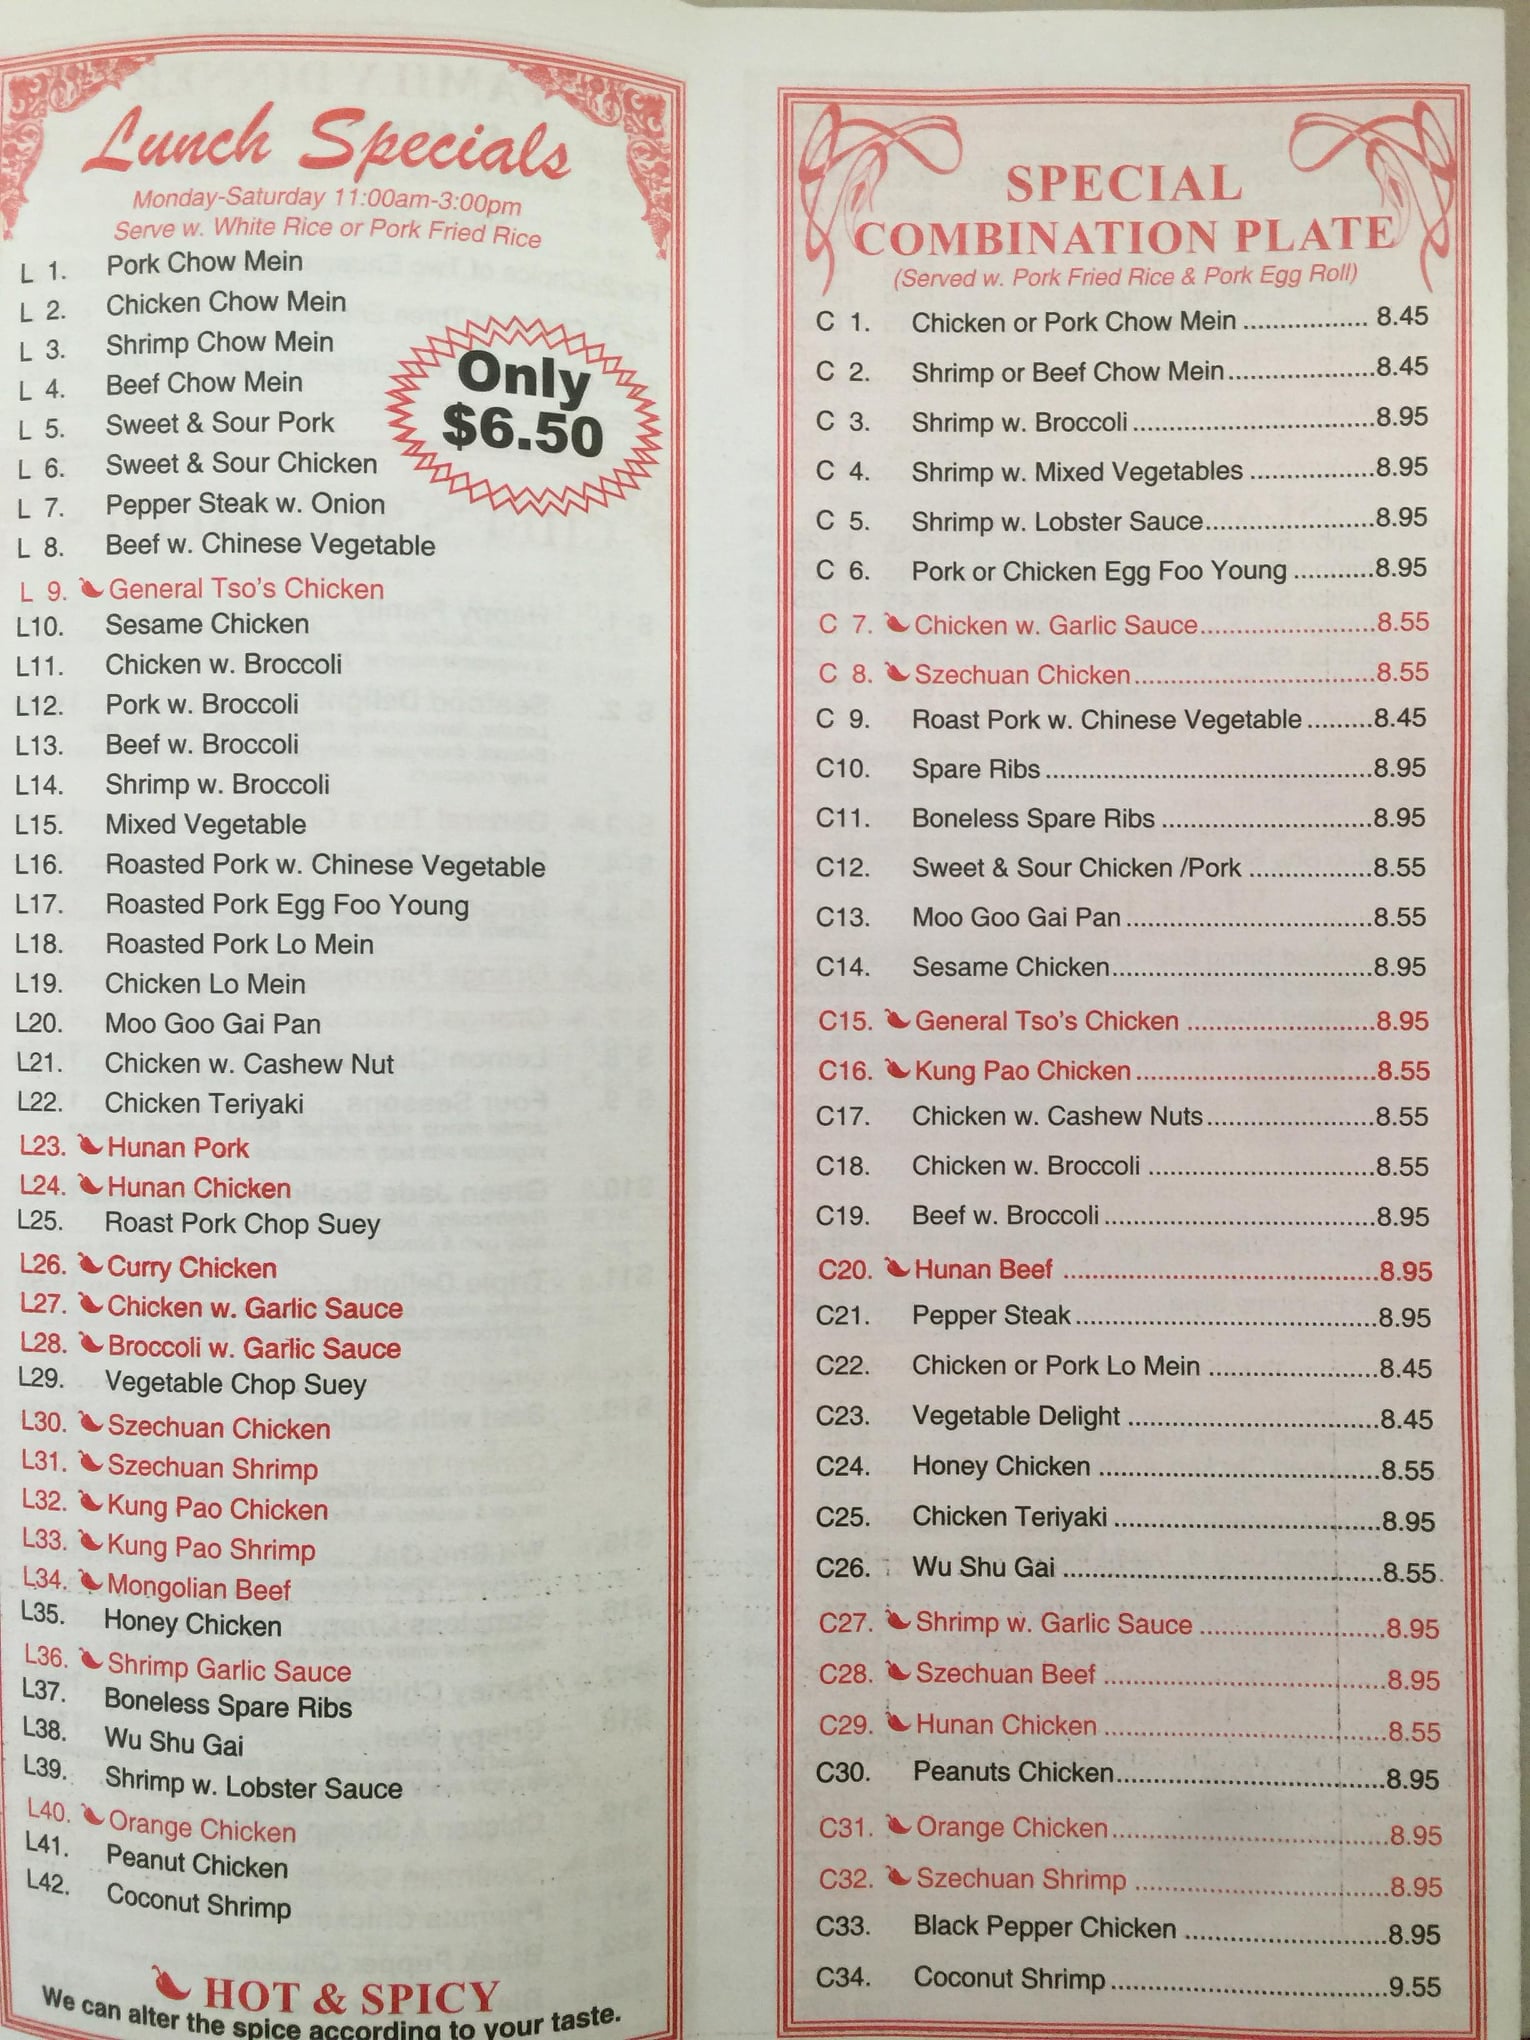 Lunch Specials
Monday-Saturday 11:00am-3:00pm
Serve w. White Rice or Pork Fried Rice
Only
$6.50
L 1. Pork Chow Mein
L 2. Chicken Chow Mein
L 3. Shrimp Chow Mein
L 4. Beef Chow Mein
L 5. Sweet & Sour Pork
L 6. Sweet & Sour Chicken
L 7. Pepper Steak w. Onion
L 8. Beef w. Chinese Vegetable
L 9. General Tso's Chicken
L10. Sesame Chicken
L11. Chicken w. Broccoli
L12. Pork w. Broccoli
L13. Beef w. Broccoli
L14. Shrimp w. Broccoli
L15. Mixed Vegetable
L16. Roasted Pork w. Chinese Vegetable
L17. Roasted Pork Egg Foo Young
L18. Roasted Pork Lo Mein
L19. Chicken Lo Mein
L20. Moo Goo Gai Pan
L21. Chicken w. Cashew Nut
L22. Chicken Teriyaki
L23. Hunan Pork
L24. Hunan Chicken
L25. Roast Pork Chop Suey
L26. Curry Chicken
L27. Chicken w. Garlic Sauce
L28. Broccoli w. Garlic Sauce
L29. Vegetable Chop Suey
L30. Szechuan Chicken
L31. Szechuan Shrimp
L32. Kung Pao Chicken
L33. Kung Pao Shrimp
L34. Mongolian Beef
L35. Honey Chicken
L36. Shrimp Garlic Sauce
L37. Boneless Spare Ribs
L38. Wu Shu Gai
L39. Shrimp w. Lobster Sauce
L40. Orange Chicken
L41. Peanut Chicken
L42. Coconut Shrimp
HOT & SPICY
We can alter the spice according to your taste.
SPECIAL
COMBINATION PLATE
(Served w. Pork Fried Rice & Pork Egg Roll)
C 1. Chicken or Pork Chow Mein 8.45
C 2. Shrimp or Beef Chow Mein 8.45
C 3. Shrimp w. Broccoli 8.95
C 4. Shrimp w. Mixed Vegetables 8.95
C 5. Shrimp w. Lobster Sauce 8.95
C 6. Pork or Chicken Egg Foo Young 8.95
C 7. Chicken w. Garlic Sauce 8.55
C 8. Szechuan Chicken 8.55
C 9. Roast Pork w. Chinese Vegetable 8.45
C10. Spare Ribs 8.95
C11. Boneless Spare Ribs 8.95
C12. Sweet & Sour Chicken /Pork 8.55
C13. Moo Goo Gai Pan 8.55
C14. Sesame Chicken 8.95
C15. General Tso's Chicken 8.95
C16. Kung Pao Chicken 8.55
C17. Chicken w. Cashew Nuts 8.55
C18. Chicken w. Broccoli 8.55
C19. Beef w. Broccoli 8.95
C20. Hunan Beef 8.95
C21. Pepper Steak 8.95
C22. Chicken or Pork Lo Mein 8.45
C23. Vegetable Delight 8.45
C24. Honey Chicken 8.55
C25. Chicken Teriyaki 8.95
C26. Wu Shu Gai 8.55
C27. Shrimp w. Garlic Sauce 8.95
C28. Szechuan Beef 8.95
C29. Hunan Chicken 8.55
C30. Peanuts Chicken 8.95
C31. Orange Chicken 8.95
C32. Szechuan Shrimp 8.95
C33. Black Pepper Chicken 8.95
C34. Coconut Shrimp 9.55